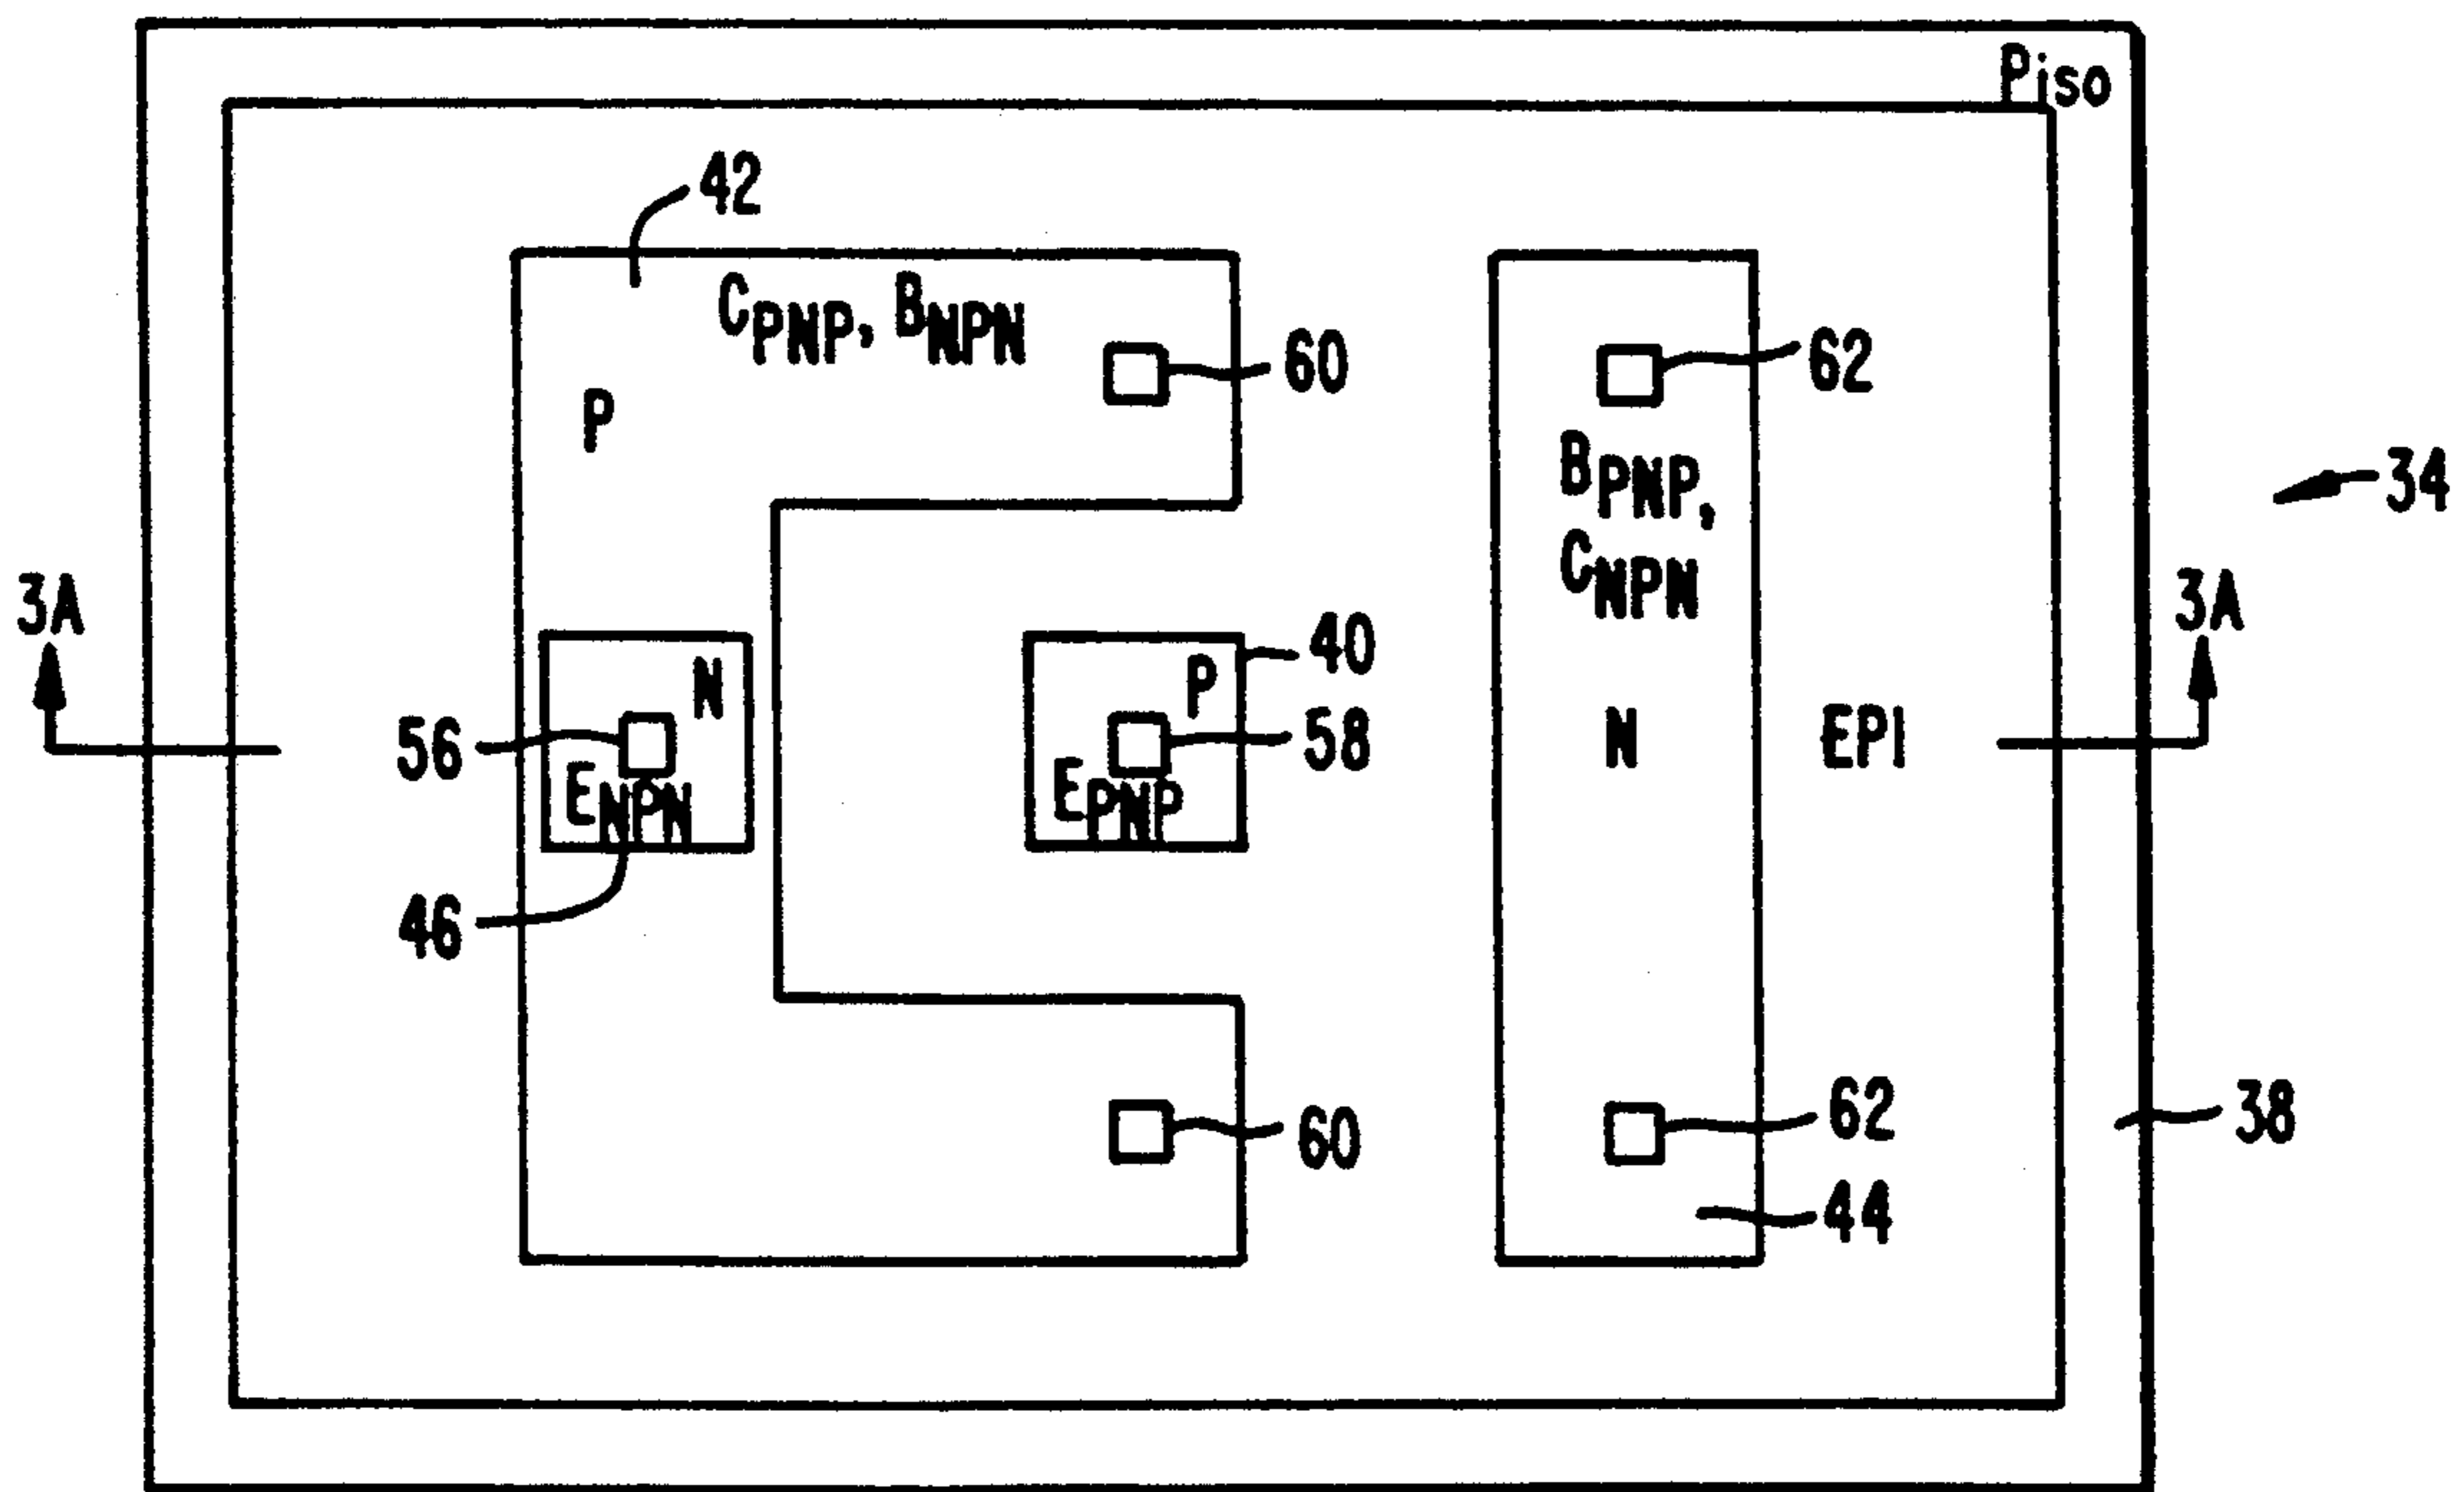 Piso
42
CPNP, BNPN
60
62
P
BPNP,
CNPN
34
3A
3A
40
N
P
56
58
N
EPI
ENPN
EPNP
46
60
62
38
44